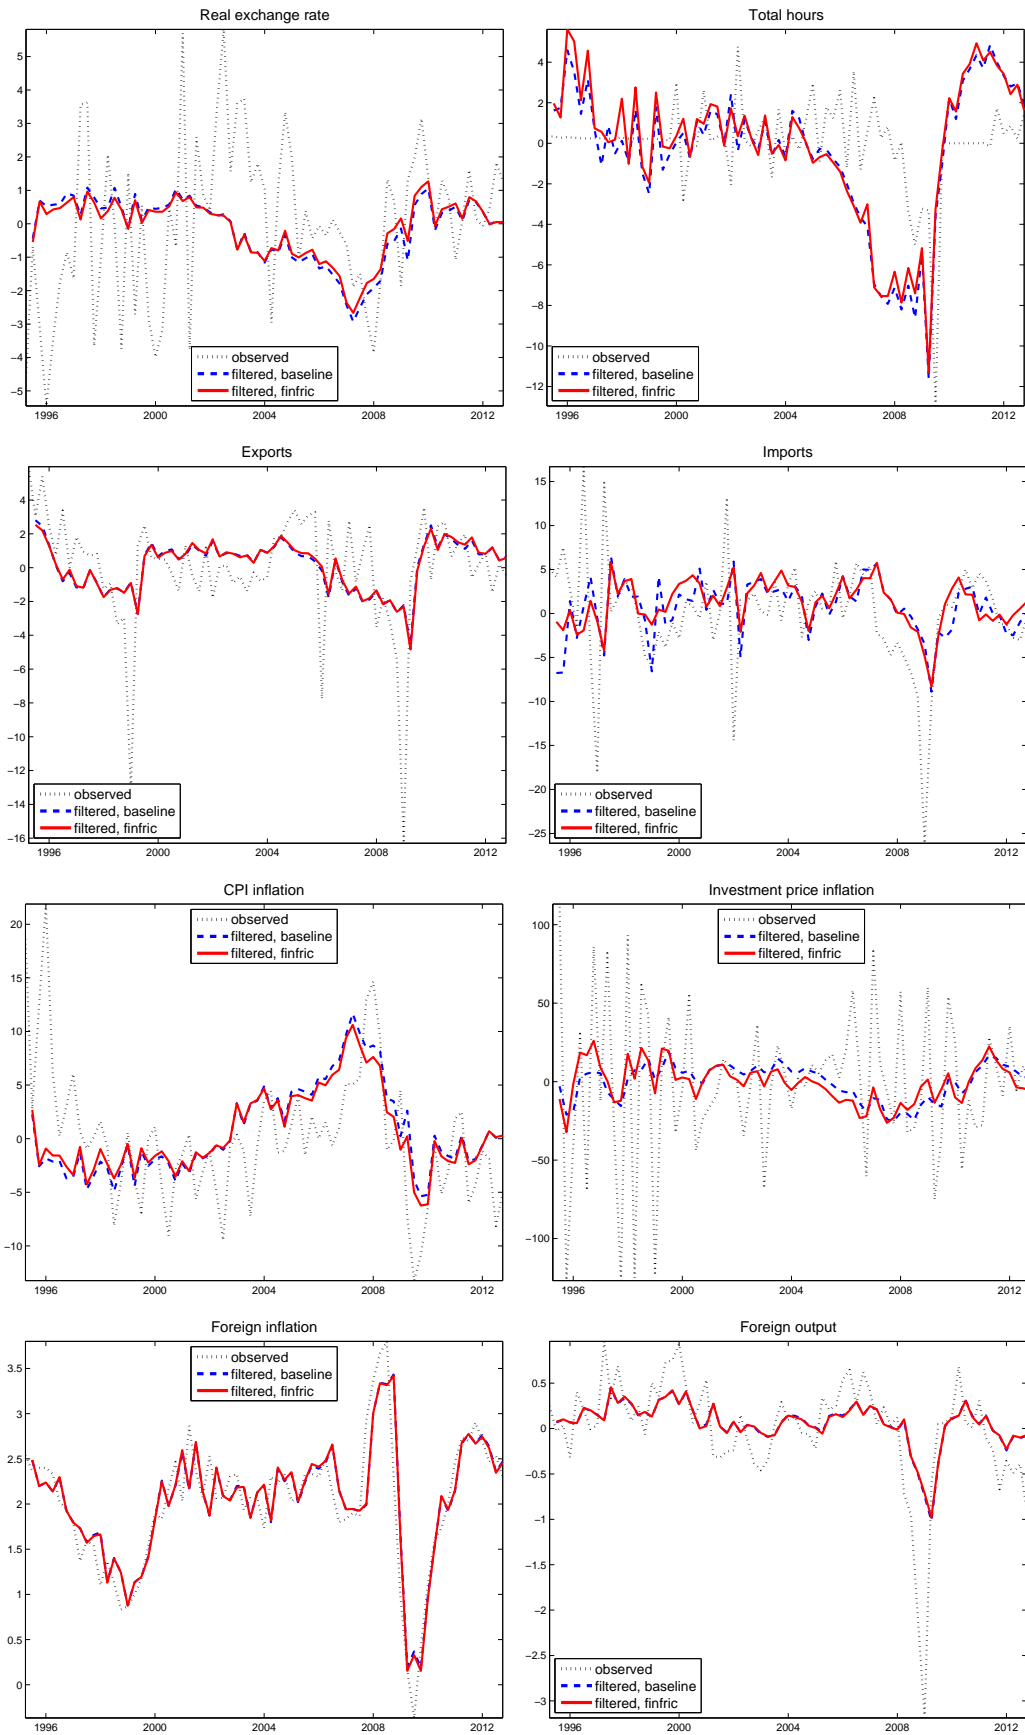 Real exchange rate
5
4
3
2
1
0
−1
−2
−3
−4
−5
observed
filtered, baseline
filtered, finfric
1996 2000 2004 2008 2012
Total hours
4
2
0
−2
−4
−6
−8
−10
−12
observed
filtered, baseline
filtered, finfric
1996 2000 2004 2008 2012
Exports
4
2
0
−2
−4
−6
−8
−10
−12
−14
−16
observed
filtered, baseline
filtered, finfric
1996 2000 2004 2008 2012
Imports
15
10
5
0
−5
−10
−15
−20
−25
observed
filtered, baseline
filtered, finfric
1996 2000 2004 2008 2012
CPI inflation
observed
filtered, baseline
filtered, finfric
20
15
10
5
0
−5
−10
1996 2000 2004 2008 2012
Investment price inflation
observed
filtered, baseline
filtered, finfric
100
50
0
−50
−100
1996 2000 2004 2008 2012
Foreign inflation
observed
filtered, baseline
filtered, finfric
3.5
3
2.5
2
1.5
1
0.5
0
1996 2000 2004 2008 2012
Foreign output
0.5
0
−0.5
−1
−1.5
−2
−2.5
−3
observed
filtered, baseline
filtered, finfric
1996 2000 2004 2008 2012